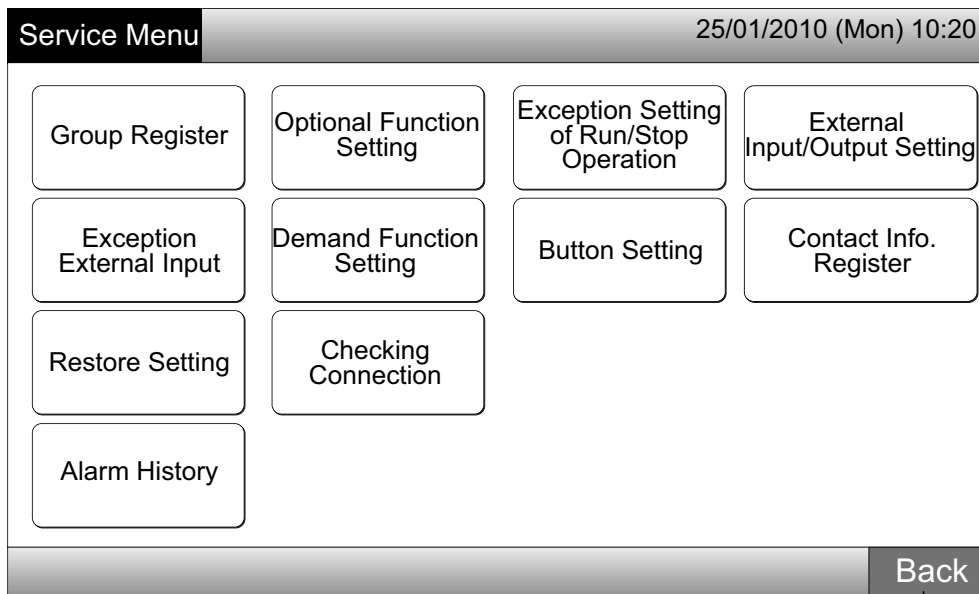 Service Menu
25/01/2010 (Mon) 10:20
Group Register
Optional Function
Setting
Exception Setting
of Run/Stop
Operation
External
Input/Output Setting
Exception
External Input
Demand Function
Setting
Button Setting
Contact Info.
Register
Restore Setting
Checking
Connection
Alarm History
Back